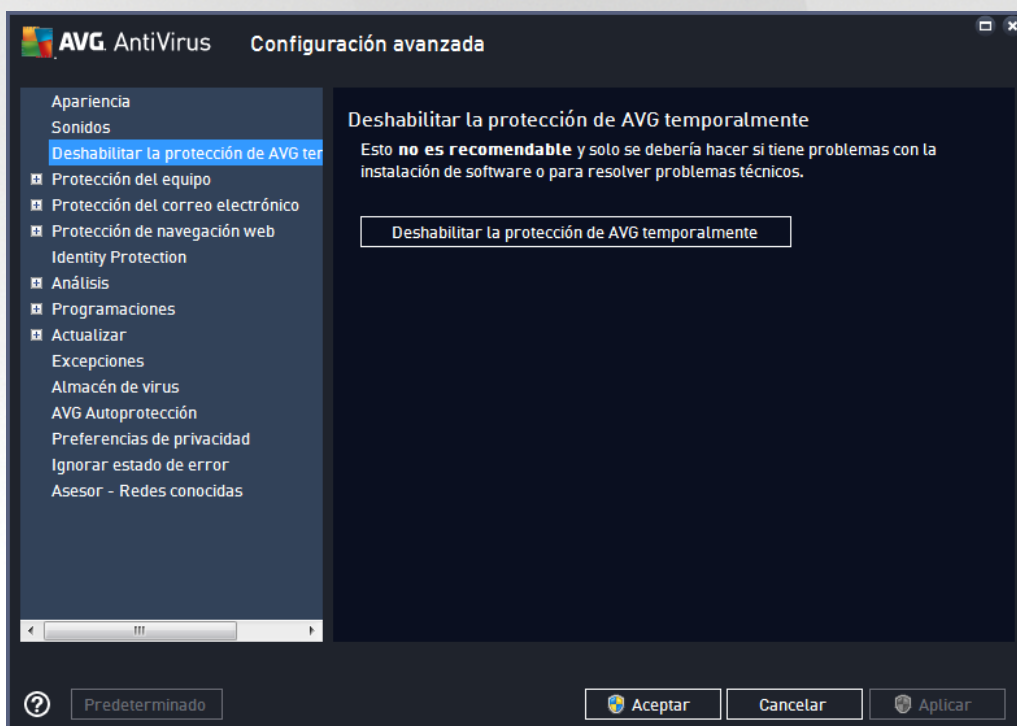 AVG. AntiVirus Configuración avanzada
Apariencia
Sonidos
Deshabilitar la protección de AVG ter
Protección del equipo
Protección del correo electrónico
Protección de navegación web
Identity Protection
Análisis
Programaciones
Actualizar
Excepciones
Almacén de virus
AVG Autoprotección
Preferencias de privacidad
Ignorar estado de error
Asesor - Redes conocidas
Deshabilitar la protección de AVG temporalmente
Esto no es recomendable y solo se debería hacer si tiene problemas con la
instalación de software o para resolver problemas técnicos.
Deshabilitar la protección de AVG temporalmente
? Predeterminado Aceptar Cancelar Aplicar